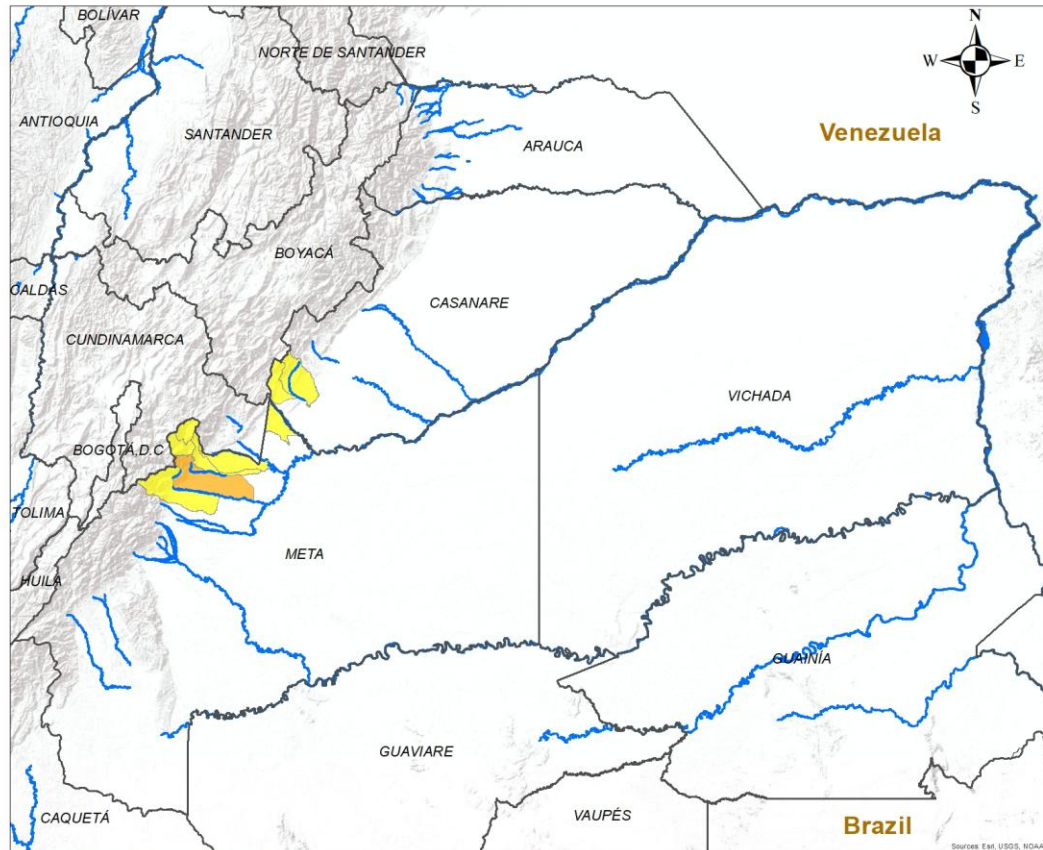 BOLÍVAR
N
NORTE DE SANTANDER
W
E
S
ANTIOQUIA
SANTANDER
ARAUCA
Venezuela
BOYACÁ
CALDAS
CASANARE
CUNDINAMARCA
VICHADA
BOGOTÁ,D.C
TOLIMA
META
HUILA
GUAINÍA
GUAVIARE
CAQUETÁ
VAUPÉS
Brazil
Sources: Esri, USGS, NOAA